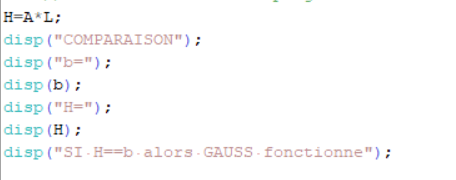 H=A*L;
disp("COMPARAISON");
disp("b=");
disp(b);
disp("H=");
disp(H);
disp("SI H==b alors GAUSS fonctionne");